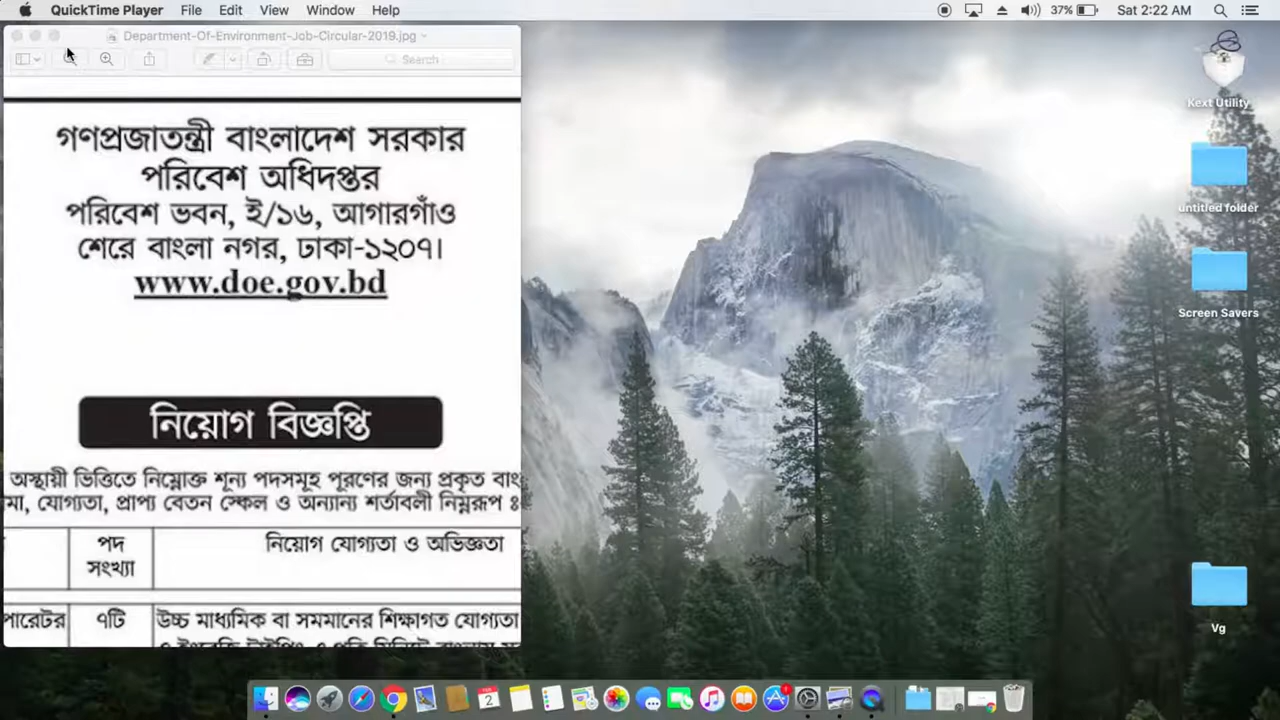 QuickTime Player File Edit View Window Help 37% Sat 2:22 AM
Department-Of-Environment-Job-Circular-2019.jpg
Search
গণপ্রজাতন্ত্রী বাংলাদেশ সরকার
পরিবেশ অধিদপ্তর
পরিবেশ ভবন, ই/১৬, আগারগাঁও
শেরে বাংলা নগর, ঢাকা-১২০৭।
www.doe.gov.bd
নিয়োগ বিজ্ঞপ্তি
অস্থায়ী ভিত্তিতে নিম্নোক্ত শূন্য পদসমূহ পূরণের জন্য প্রকৃত
যোগ্যতা, প্রাপ্য বেতন স্কেল ও অন্যান্য শর্তাবলী নিম্নরূপ ঃ
পদ নিয়োগ যোগ্যতা ও অভিজ্ঞতা
সংখ্যা
৭টি উচ্চ মাধ্যমিক বা সমমানের শিক্ষাগত যোগ্যতা
Kext Utility
untitled folder
Screen Savers
Vg